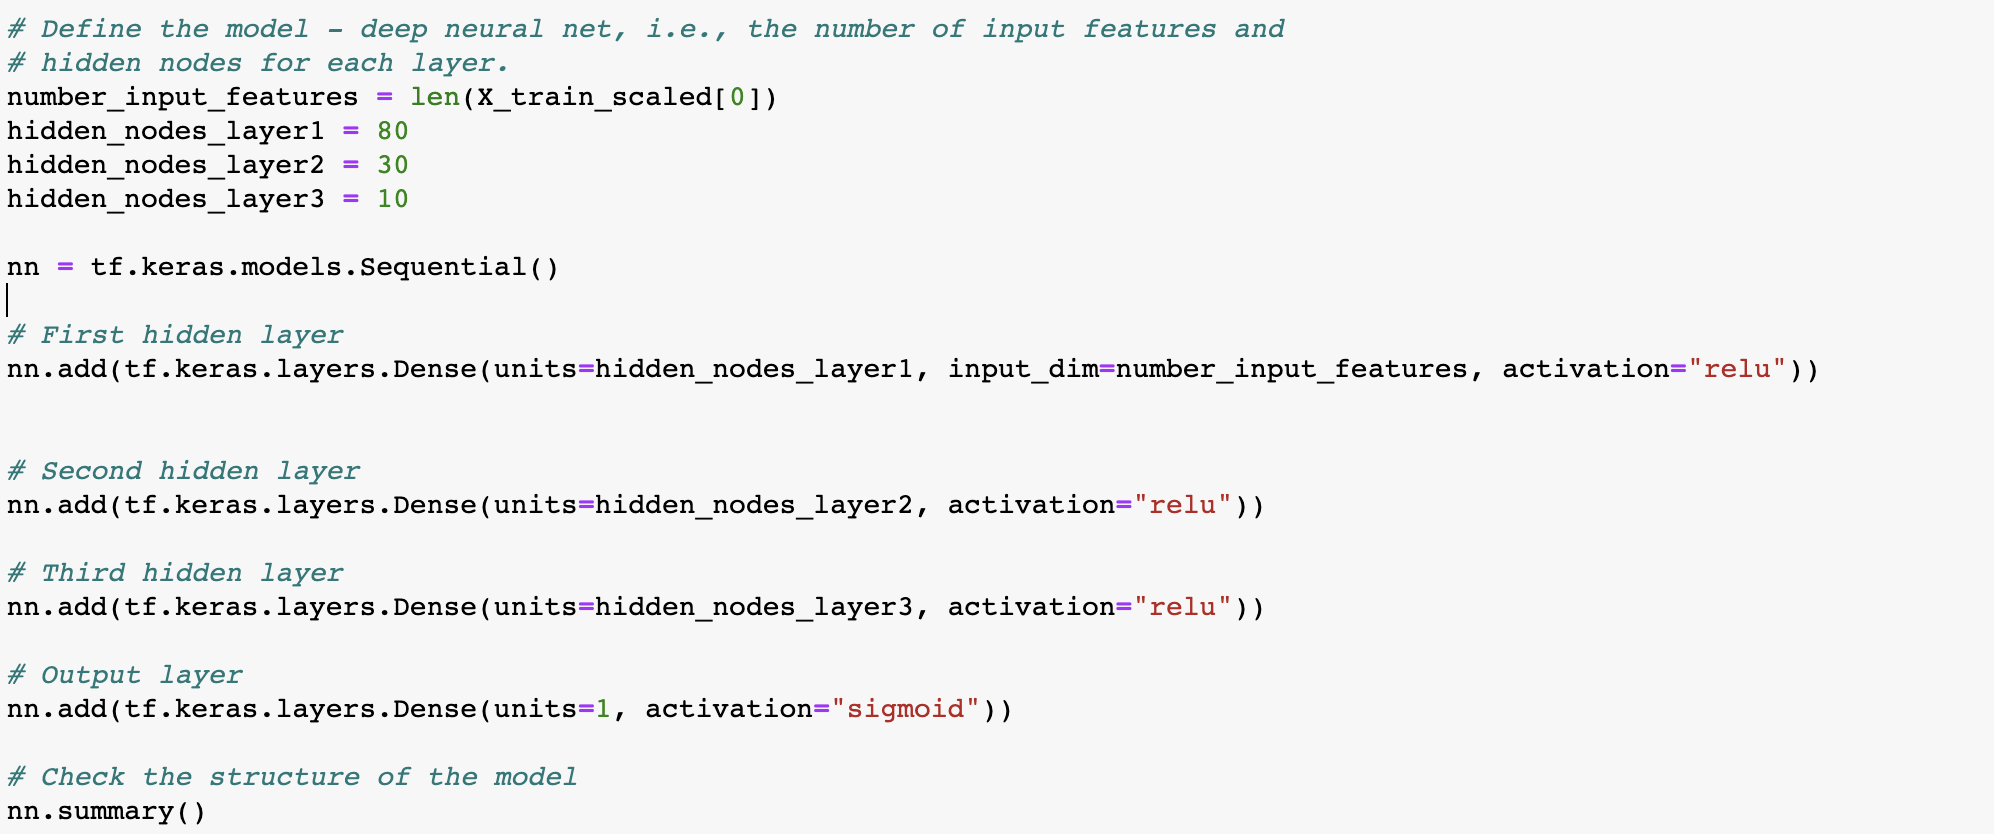 # Define the model – deep neural net, i.e., the number of input features and
# hidden nodes for each layer.
number_input_features = len(X_train_scaled[0])
hidden_nodes_layer1 = 80
hidden_nodes_layer2 = 30
hidden_nodes_layer3 = 10
nn = tf.keras.models.Sequential()
# First hidden layer
nn.add(tf.keras.layers.Dense(units=hidden_nodes_layer1, input_dim=number_input_features, activation="relu"))
# Second hidden layer
nn.add(tf.keras.layers.Dense(units=hidden_nodes_layer2, activation="relu"))
# Third hidden layer
nn.add(tf.keras.layers.Dense(units=hidden_nodes_layer3, activation="relu"))
# Output layer
nn.add(tf.keras.layers.Dense(units=1, activation="sigmoid"))
# Check the structure of the model
nn.summary()